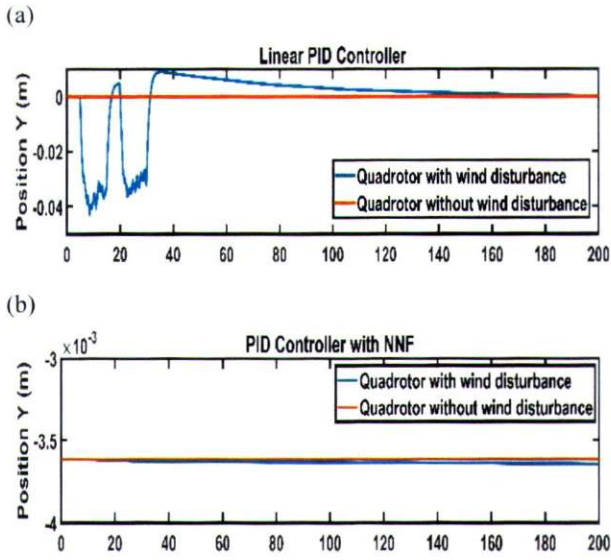 (a)
Linear PID Controller
Position Y (m)
0
-0.02
-0.04
Quadrotor with wind disturbance
Quadrotor without wind disturbance
0 20 40 60 80 100 120 140 160 180 200
(b)
×10⁻³
PID Controller with NNF
Position Y (m)
-3
-3.5
-4
Quadrotor with wind disturbance
Quadrotor without wind disturbance
0 20 40 60 80 100 120 140 160 180 200